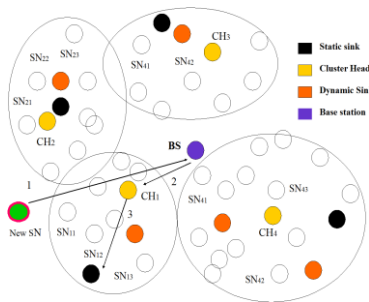 SN22
SN23
SN21
CH2
SN41
SN42
CH3
Static sink
Cluster Head
Dynamic Sin
Base station
BS
1
2
3
New SN
CH1
SN11
SN12
SN13
SN41
SN43
CH4
SN42